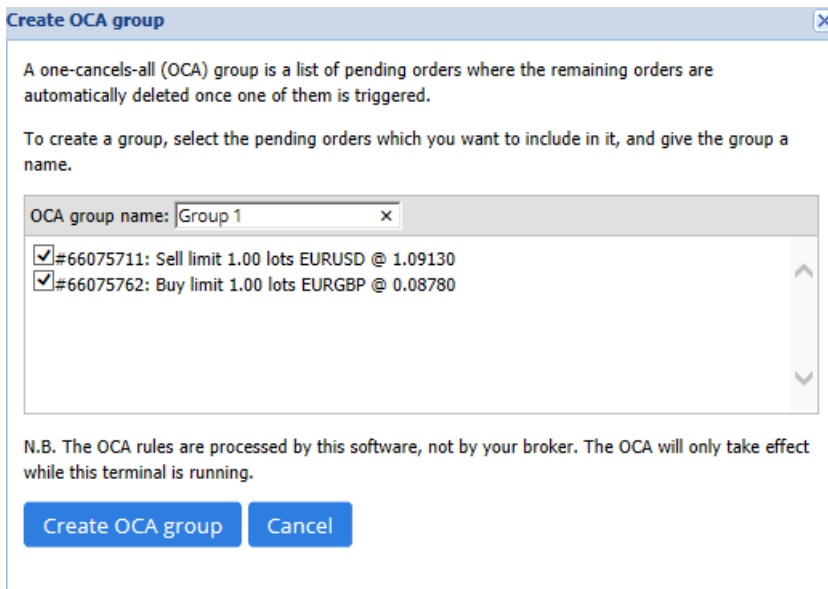 Create OCA group
A one-cancels-all (OCA) group is a list of pending orders where the remaining orders are
automatically deleted once one of them is triggered.
To create a group, select the pending orders which you want to include in it, and give the group a
name.
OCA group name: Group 1
#66075711: Sell limit 1.00 lots EURUSD @ 1.09130
#66075762: Buy limit 1.00 lots EURGBP @ 0.08780
N.B. The OCA rules are processed by this software, not by your broker. The OCA will only take effect
while this terminal is running.
Create OCA group Cancel